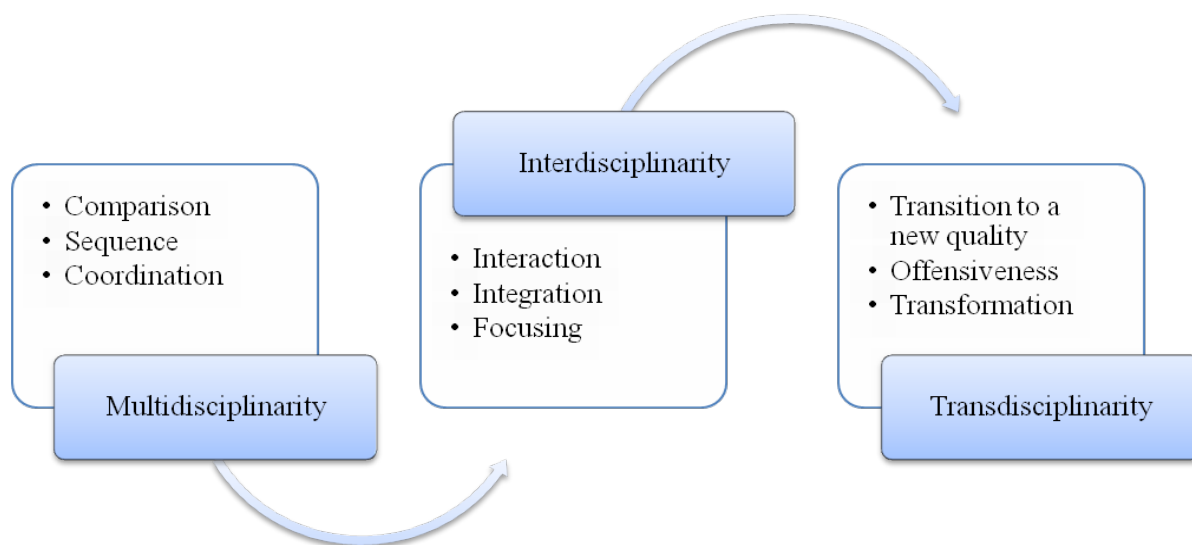 • Comparison
• Sequence
• Coordination
Multidisciplinarity
Interdisciplinarity
• Interaction
• Integration
• Focusing
• Transition to a
new quality
• Offensiveness
• Transformation
Transdisciplinarity